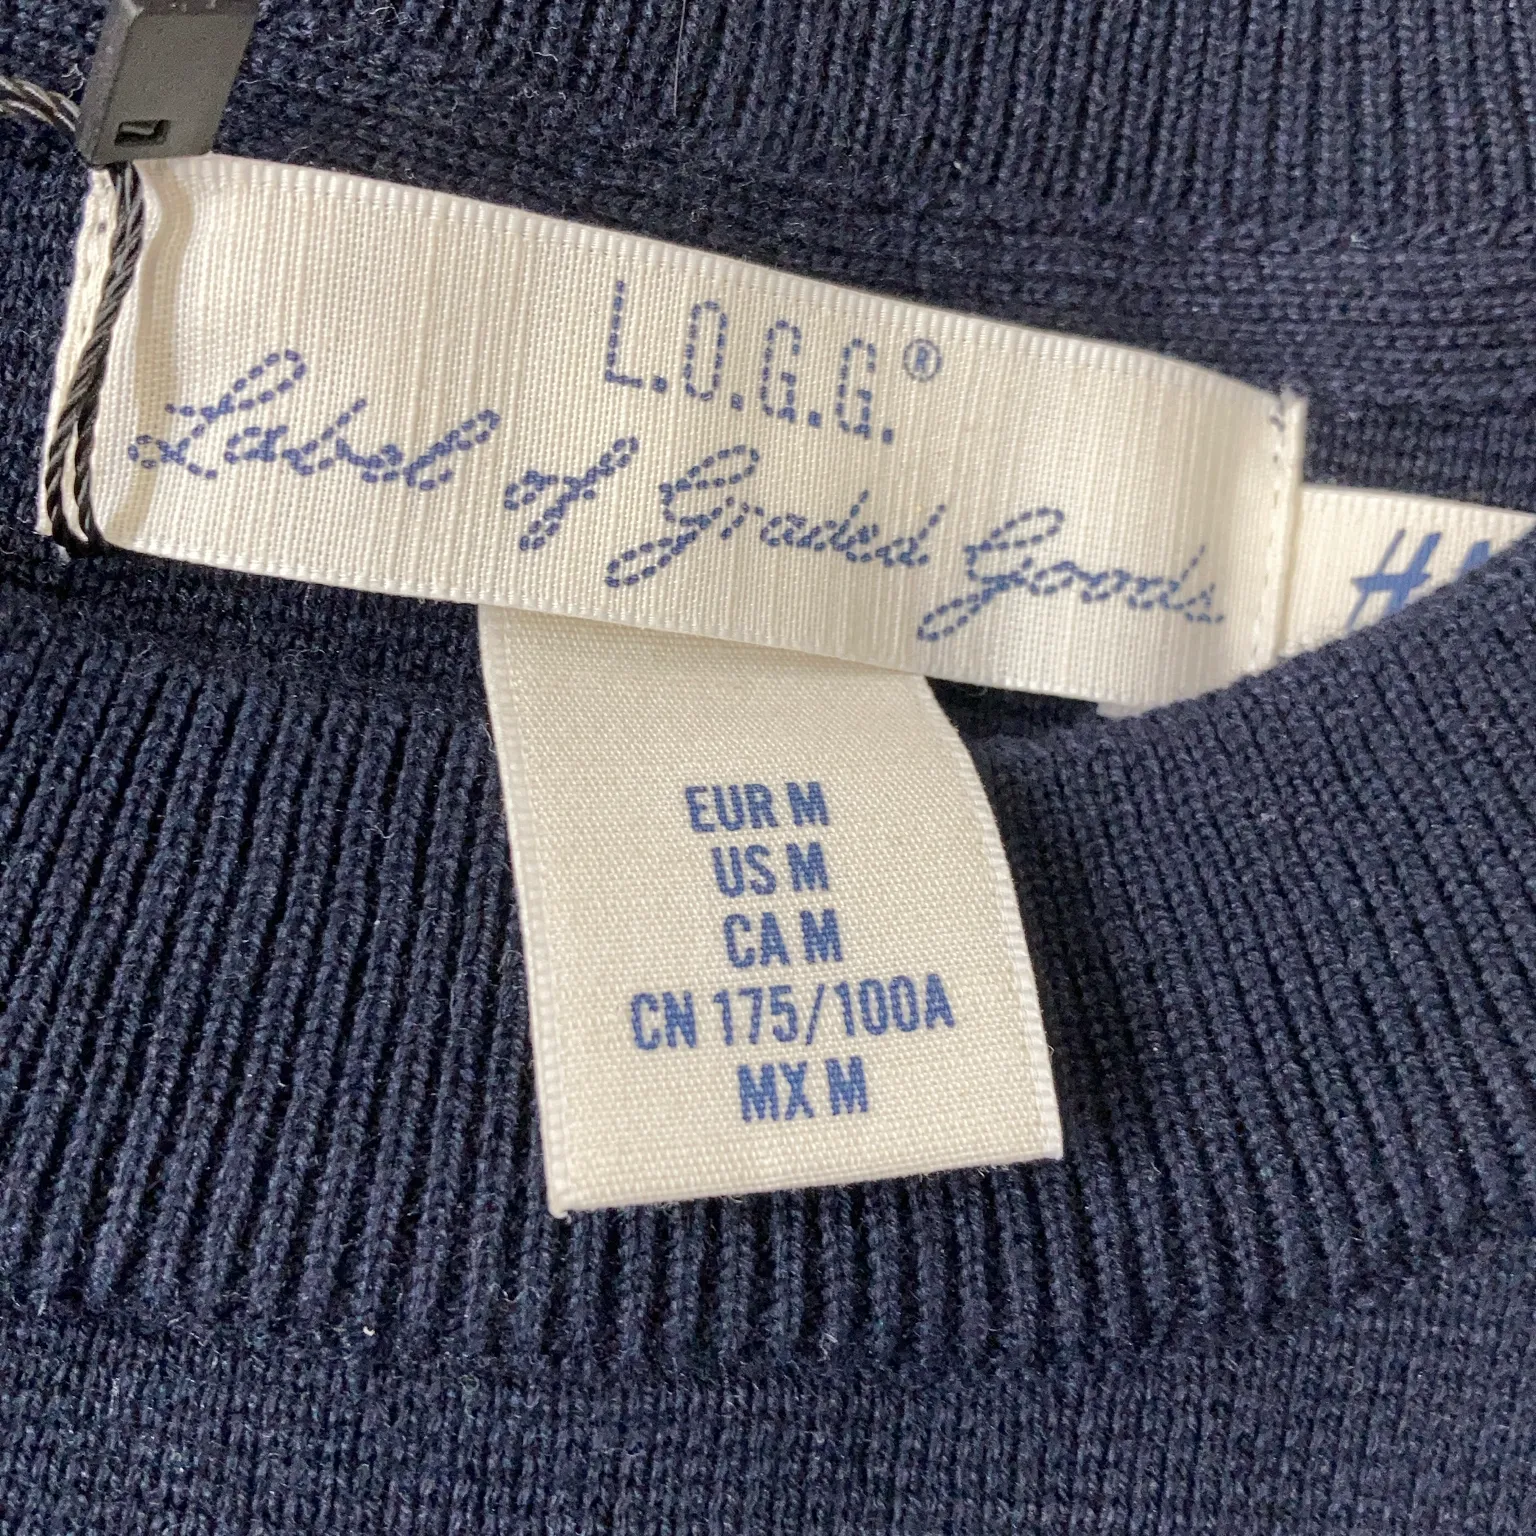 L.O.G.G.®
Label of Graded Goods
EUR M
US M
CA M
CN 175/100A
MX M